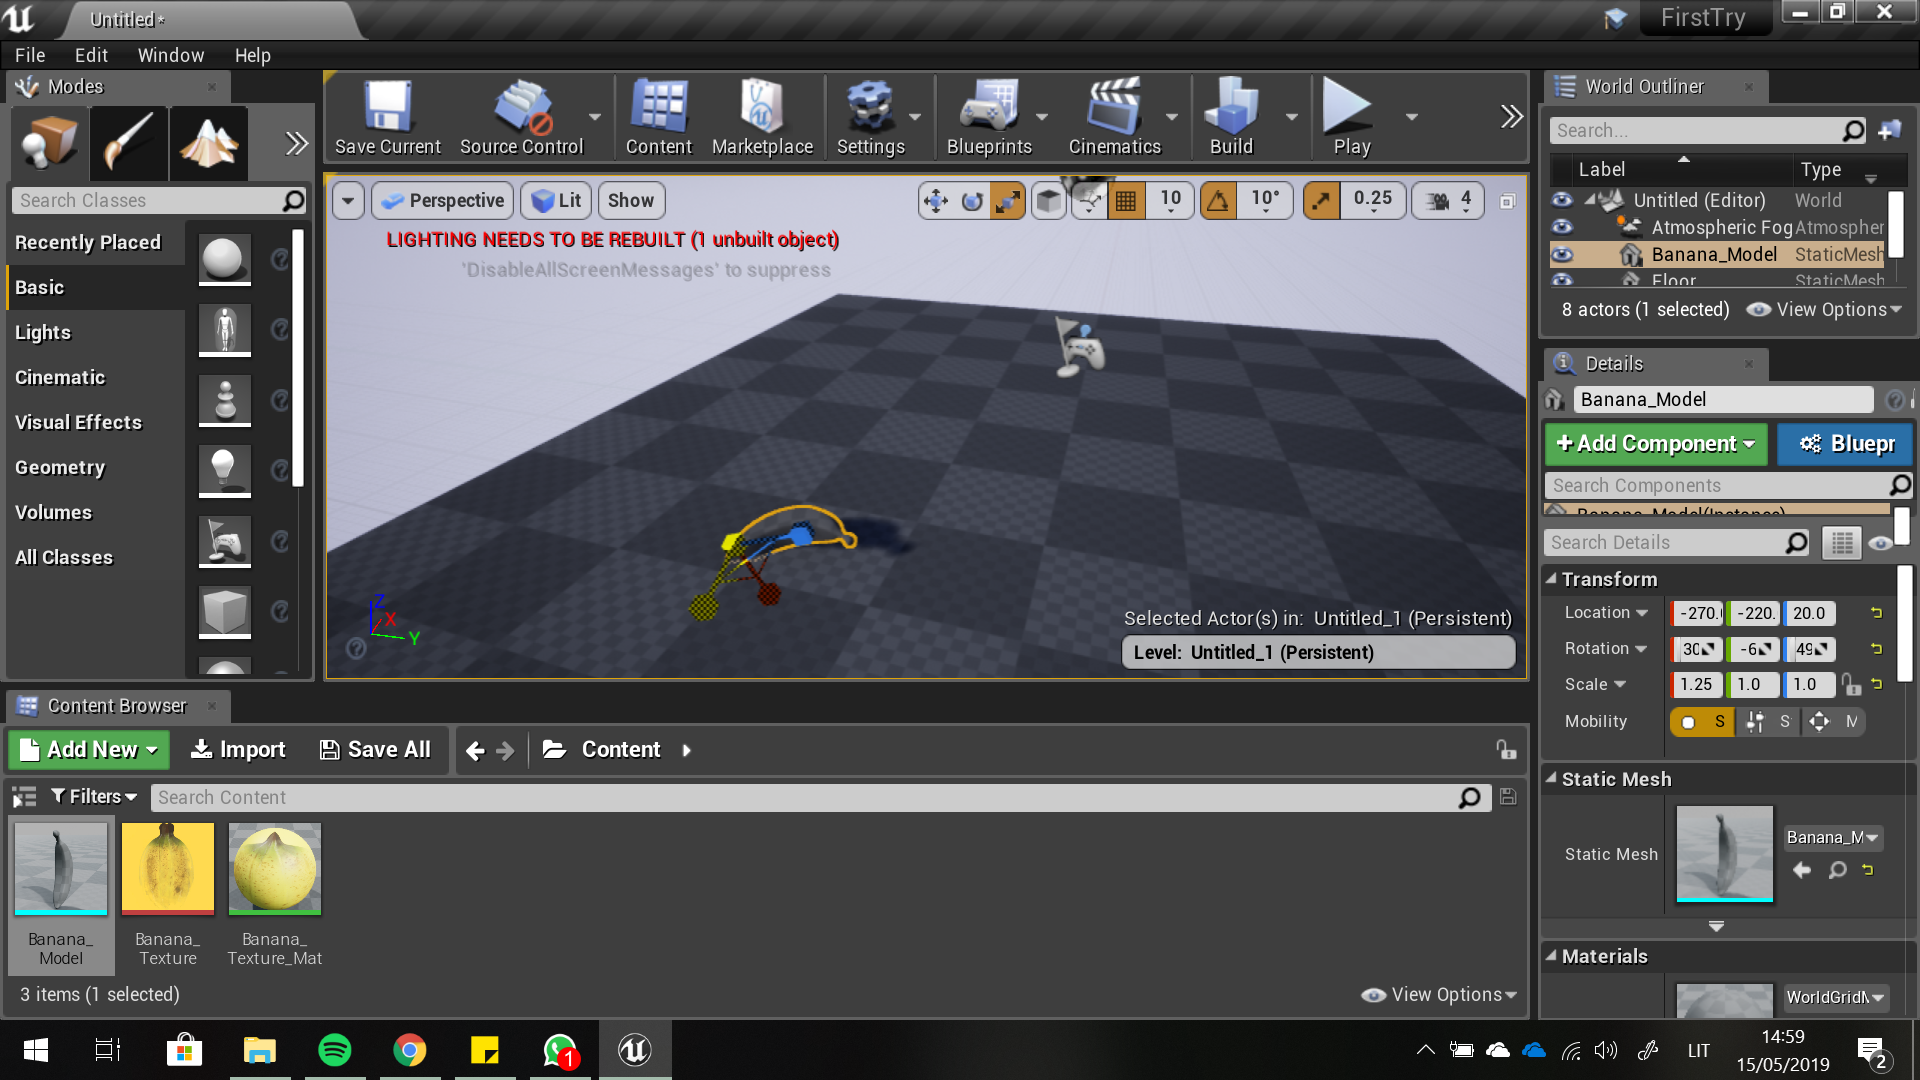 Untitled*
FirstTry
File Edit Window Help
Modes
Save Current Source Control Content Marketplace Settings Blueprints Cinematics Build Play
World Outliner
Search...
Label Type
Untitled (Editor) World
Atmospheric Fog Atmospher
Banana_Model StaticMesh
Floor StaticMesh
8 actors (1 selected) View Options
Search Classes
Recently Placed
Basic
Lights
Cinematic
Visual Effects
Geometry
Volumes
All Classes
Perspective Lit Show 10 10° 0.25 4
LIGHTING NEEDS TO BE REBUILT (1 unbuilt object)
'DisableAllScreenMessages' to suppress
Z
X
Y
Selected Actor(s) in: Untitled_1 (Persistent)
Level: Untitled_1 (Persistent)
Details
Banana_Model
+Add Component Bluepr
Search Components
Banana_Model(Instance)
Search Details
Transform
Location -270.( -220. 20.0
Rotation 30 -6 49
Scale 1.25 1.0 1.0
Mobility S S M
Static Mesh
Static Mesh Banana_M
Materials
WorldGridM
Content Browser
Add New Import Save All Content
Filters Search Content
Banana_
Model
Banana_
Texture
Banana_
Texture_Mat
3 items (1 selected) View Options
1
LIT
14:59
15/05/2019
2